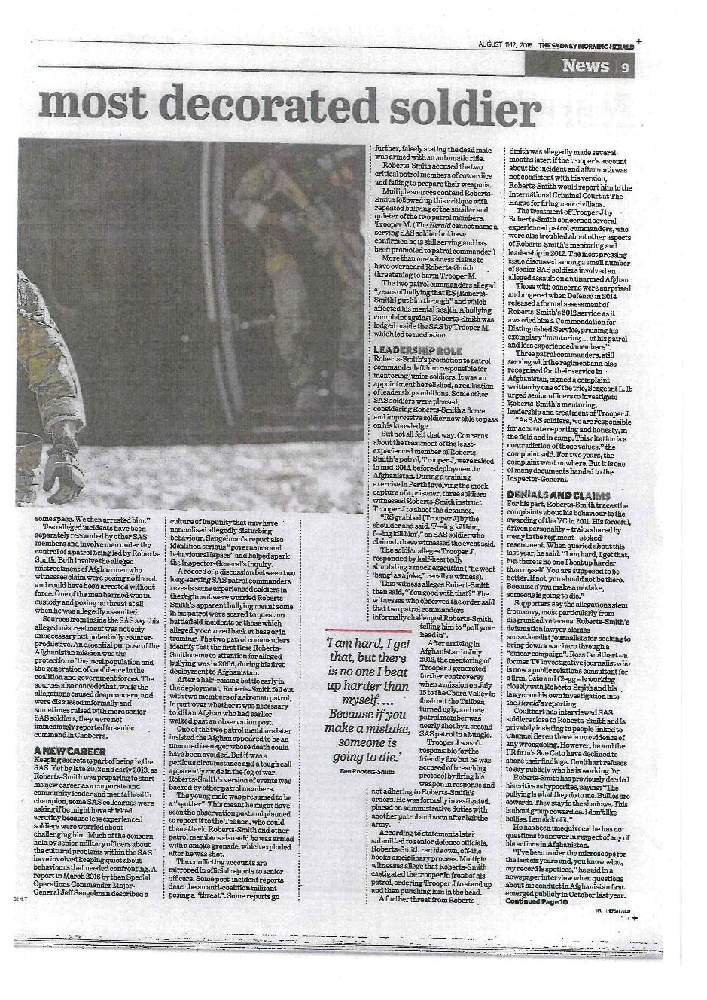 AUGUST 11-12, 2018 THE SYDNEY MORNING HERALD
News 9
most decorated soldier
some space. We then arrested him."
Two alleged incidents have been
separately recounted by other SAS
members and involve men under the
control of a patrol being led by Roberts-
Smith. Both involve the alleged
mistreatment of Afghan men who
witnesses claim were posing no threat
and could have been arrested without
force. One of the men harmed was in
custody and posing no threat at all
when he was allegedly assaulted.
Sources from inside the SAS say this
alleged mistreatment was not only
unnecessary but potentially counter-
productive. An essential purpose of the
Afghanistan mission was the
protection of the local population and
the generation of confidence in the
coalition and government forces. The
sources also concede that, while the
allegations caused deep concern, and
were discussed informally and
sometimes raised with more senior
SAS soldiers, they were not
immediately reported to senior
command in Canberra.
A NEW CAREER
Keeping secrets is part of being in the
SAS. Yet by late 2012 and early 2013, as
Roberts-Smith was preparing to start
his new career as a corporate and
community leader and mental health
champion, some SAS colleagues were
asking if he might have shirked
scrutiny because less experienced
soldiers were worried about
challenging him. Much of the concern
held by senior military officers about
the cultural problems within the SAS
have involved keeping quiet about
behaviours that needed confronting. A
report in March 2016 by then Special
Operations Commander Major-
General Jeff Sengelman described a
culture of impunity that may have
normalised allegedly disturbing
behaviour. Sengelman's report also
identified serious "governance and
behavioural lapses" and helped spark
the Inspector-General's inquiry.
A record of a discussion between two
long-serving SAS patrol commanders
reveals some experienced soldiers in
the regiment were worried Roberts-
Smith's apparent bullying meant some
in his patrol were scared to question
battlefield incidents or those which
allegedly occurred back at base or in
training. The two patrol commanders
identify that the first time Roberts-
Smith came to attention for alleged
bullying was in 2006, during his first
deployment to Afghanistan.
After a hair-raising battle early in
the deployment, Roberts-Smith fell out
with two members of a six-man patrol,
in part over whether it was necessary
to kill an Afghan who had earlier
walked past an observation post.
One of the two patrol members later
insisted the Afghan appeared to be an
unarmed teenager whose death could
have been avoided. But it was a
perilous circumstance and a tough call
apparently made in the fog of war.
Roberts-Smith's version of events was
backed by other patrol members.
The young male was presumed to be
a "spotter". This meant he might have
seen the observation post and planned
to report it to the Taliban, who could
then attack. Roberts-Smith and other
patrol members also said he was armed
with a smoke grenade, which exploded
after he was shot.
The conflicting accounts are
mirrored in official reports to senior
officers. Some post-incident reports
describe an anti-coalition militant
posing a "threat". Some reports go
further, falsely stating the dead male
was armed with an automatic rifle.
Roberts-Smith accused the two
critical patrol members of cowardice
and failing to prepare their weapons.
Multiple sources contend Roberts-
Smith followed up this critique with
repeated bullying of the smaller and
quieter of the two patrol members,
Trooper M. (The Herald cannot name a
serving SAS soldier but have
confirmed he is still serving and has
been promoted to patrol commander.)
More than one witness claims to
have overheard Roberts-Smith
threatening to harm Trooper M.
The two patrol commanders alleged
"years of bullying that RS [Roberts-
Smith] put him through" and which
affected his mental health. A bullying
complaint against Roberts-Smith was
lodged inside the SAS by Trooper M,
which led to mediation.
LEADERSHIP ROLE
Roberts-Smith's promotion to patrol
commander left him responsible for
mentoring junior soldiers. It was an
appointment he relished, a realisation
of leadership ambitions. Some other
SAS soldiers were pleased,
considering Roberts-Smith a fierce
and impressive soldier now able to pass
on his knowledge.
But not all felt that way. Concerns
about the treatment of the least-
experienced member of Roberts-
Smith's patrol, Trooper J, were raised
in mid-2012, before deployment to
Afghanistan. During a training
exercise in Perth involving the mock
capture of a prisoner, three soldiers
witnessed Roberts-Smith instruct
Trooper J to shoot the detainee.
"RS grabbed [Trooper J] by the
shoulder and said, 'F---ing kill him,
f---ing kill him'," an SAS soldier who
claims to have witnessed the event said.
The soldier alleges Trooper J
responded by half-heartedly
simulating a mock execution ("he went
'bang' as a joke," recalls a witness).
This witness alleges Robert-Smith
then said, "You good with that?" The
witnesses who observed the order said
that two patrol commanders
informally challenged Roberts-Smith,
telling him to "pull your
head in".
After arriving in
Afghanistan in July
2012, the mentoring of
Trooper J generated
further controversy
when a mission on July
15 to the Chora Valley to
flush out the Taliban
turned ugly, and one
patrol member was
nearly shot by a second
SAS patrol in a bungle.
Trooper J wasn't
responsible for the
friendly fire but he was
accused of breaching
protocol by firing his
weapon in response and
not adhering to Roberts-Smith's
orders. He was formally investigated,
placed on administrative duties with
another patrol and soon after left the
army.
According to statements later
submitted to senior defence officials,
Roberts-Smith ran his own, off-the-
books disciplinary process. Multiple
witnesses allege that Roberts-Smith
castigated the trooper in front of his
patrol, ordering Trooper J to stand up
and then punching him in the head.
A further threat from Roberts-
'I am hard, I get
that, but there
is no one I beat
up harder than
myself. ...
Because if you
make a mistake,
someone is
going to die.'
Ben Roberts-Smith
Smith was allegedly made several
months later: if the trooper's account
about the incident and aftermath was
not consistent with his version,
Roberts-Smith would report him to the
International Criminal Court at The
Hague for firing near civilians.
The treatment of Trooper J by
Roberts-Smith concerned several
experienced patrol commanders, who
were also troubled about other aspects
of Roberts-Smith's mentoring and
leadership in 2012. The most pressing
issue discussed among a small number
of senior SAS soldiers involved an
alleged assault on an unarmed Afghan.
Those with concerns were surprised
and angered when Defence in 2014
released a formal assessment of
Roberts-Smith's 2012 service as it
awarded him a Commendation for
Distinguished Service, praising his
exemplary "mentoring ... of his patrol
and less experienced members".
Three patrol commanders, still
serving with the regiment and also
recognised for their service in
Afghanistan, signed a complaint
written by one of the trio, Sergeant L. It
urged senior officers to investigate
Roberts-Smith's mentoring,
leadership and treatment of Trooper J.
"As SAS soldiers, we are responsible
for accurate reporting and honesty, in
the field and in camp. This citation is a
contradiction of those values," the
complaint said. For two years, the
complaint went nowhere. But it is one
of many documents handed to the
Inspector-General.
DENIALS AND CLAIMS
For his part, Roberts-Smith traces the
complaints about his behaviour to the
awarding of the VC in 2011. His forceful,
driven personality – traits shared by
many in the regiment – stoked
resentment. When queried about this
last year, he said: "I am hard, I get that,
but there is no one I beat up harder
than myself. You are supposed to be
better. If not, you should not be there.
Because if you make a mistake,
someone is going to die."
Supporters say the allegations stem
from envy, most particularly from
disgruntled veterans. Roberts-Smith's
defamation lawyer blames
sensationalist journalists for seeking to
bring down a war hero through a
"smear campaign". Ross Coulthart – a
former TV investigative journalist who
is now a public relations consultant for
a firm, Cato and Clegg – is working
closely with Roberts-Smith and his
lawyer on his own investigation into
the Herald's reporting.
Coulthart has interviewed SAS
soldiers close to Roberts-Smith and is
privately insisting to people linked to
Channel Seven there is no evidence of
any wrongdoing. However, he and the
PR firm's Sue Cato have declined to
share their findings. Coulthart refuses
to say publicly who he is working for.
Roberts-Smith has previously decried
his critics as hypocrites, saying: "The
bullying is what they do to me. Bullies are
cowards. They stay in the shadows. This
is about group cowardice. I don't like
bullies. I am sick of it."
He has been unequivocal he has no
questions to answer in respect of any of
his actions in Afghanistan.
"I've been under the microscope for
the last six years and, you know what,
my record is spotless," he said in a
newspaper interview when questions
about his conduct in Afghanistan first
emerged publicly in October last year.
Continued Page 10